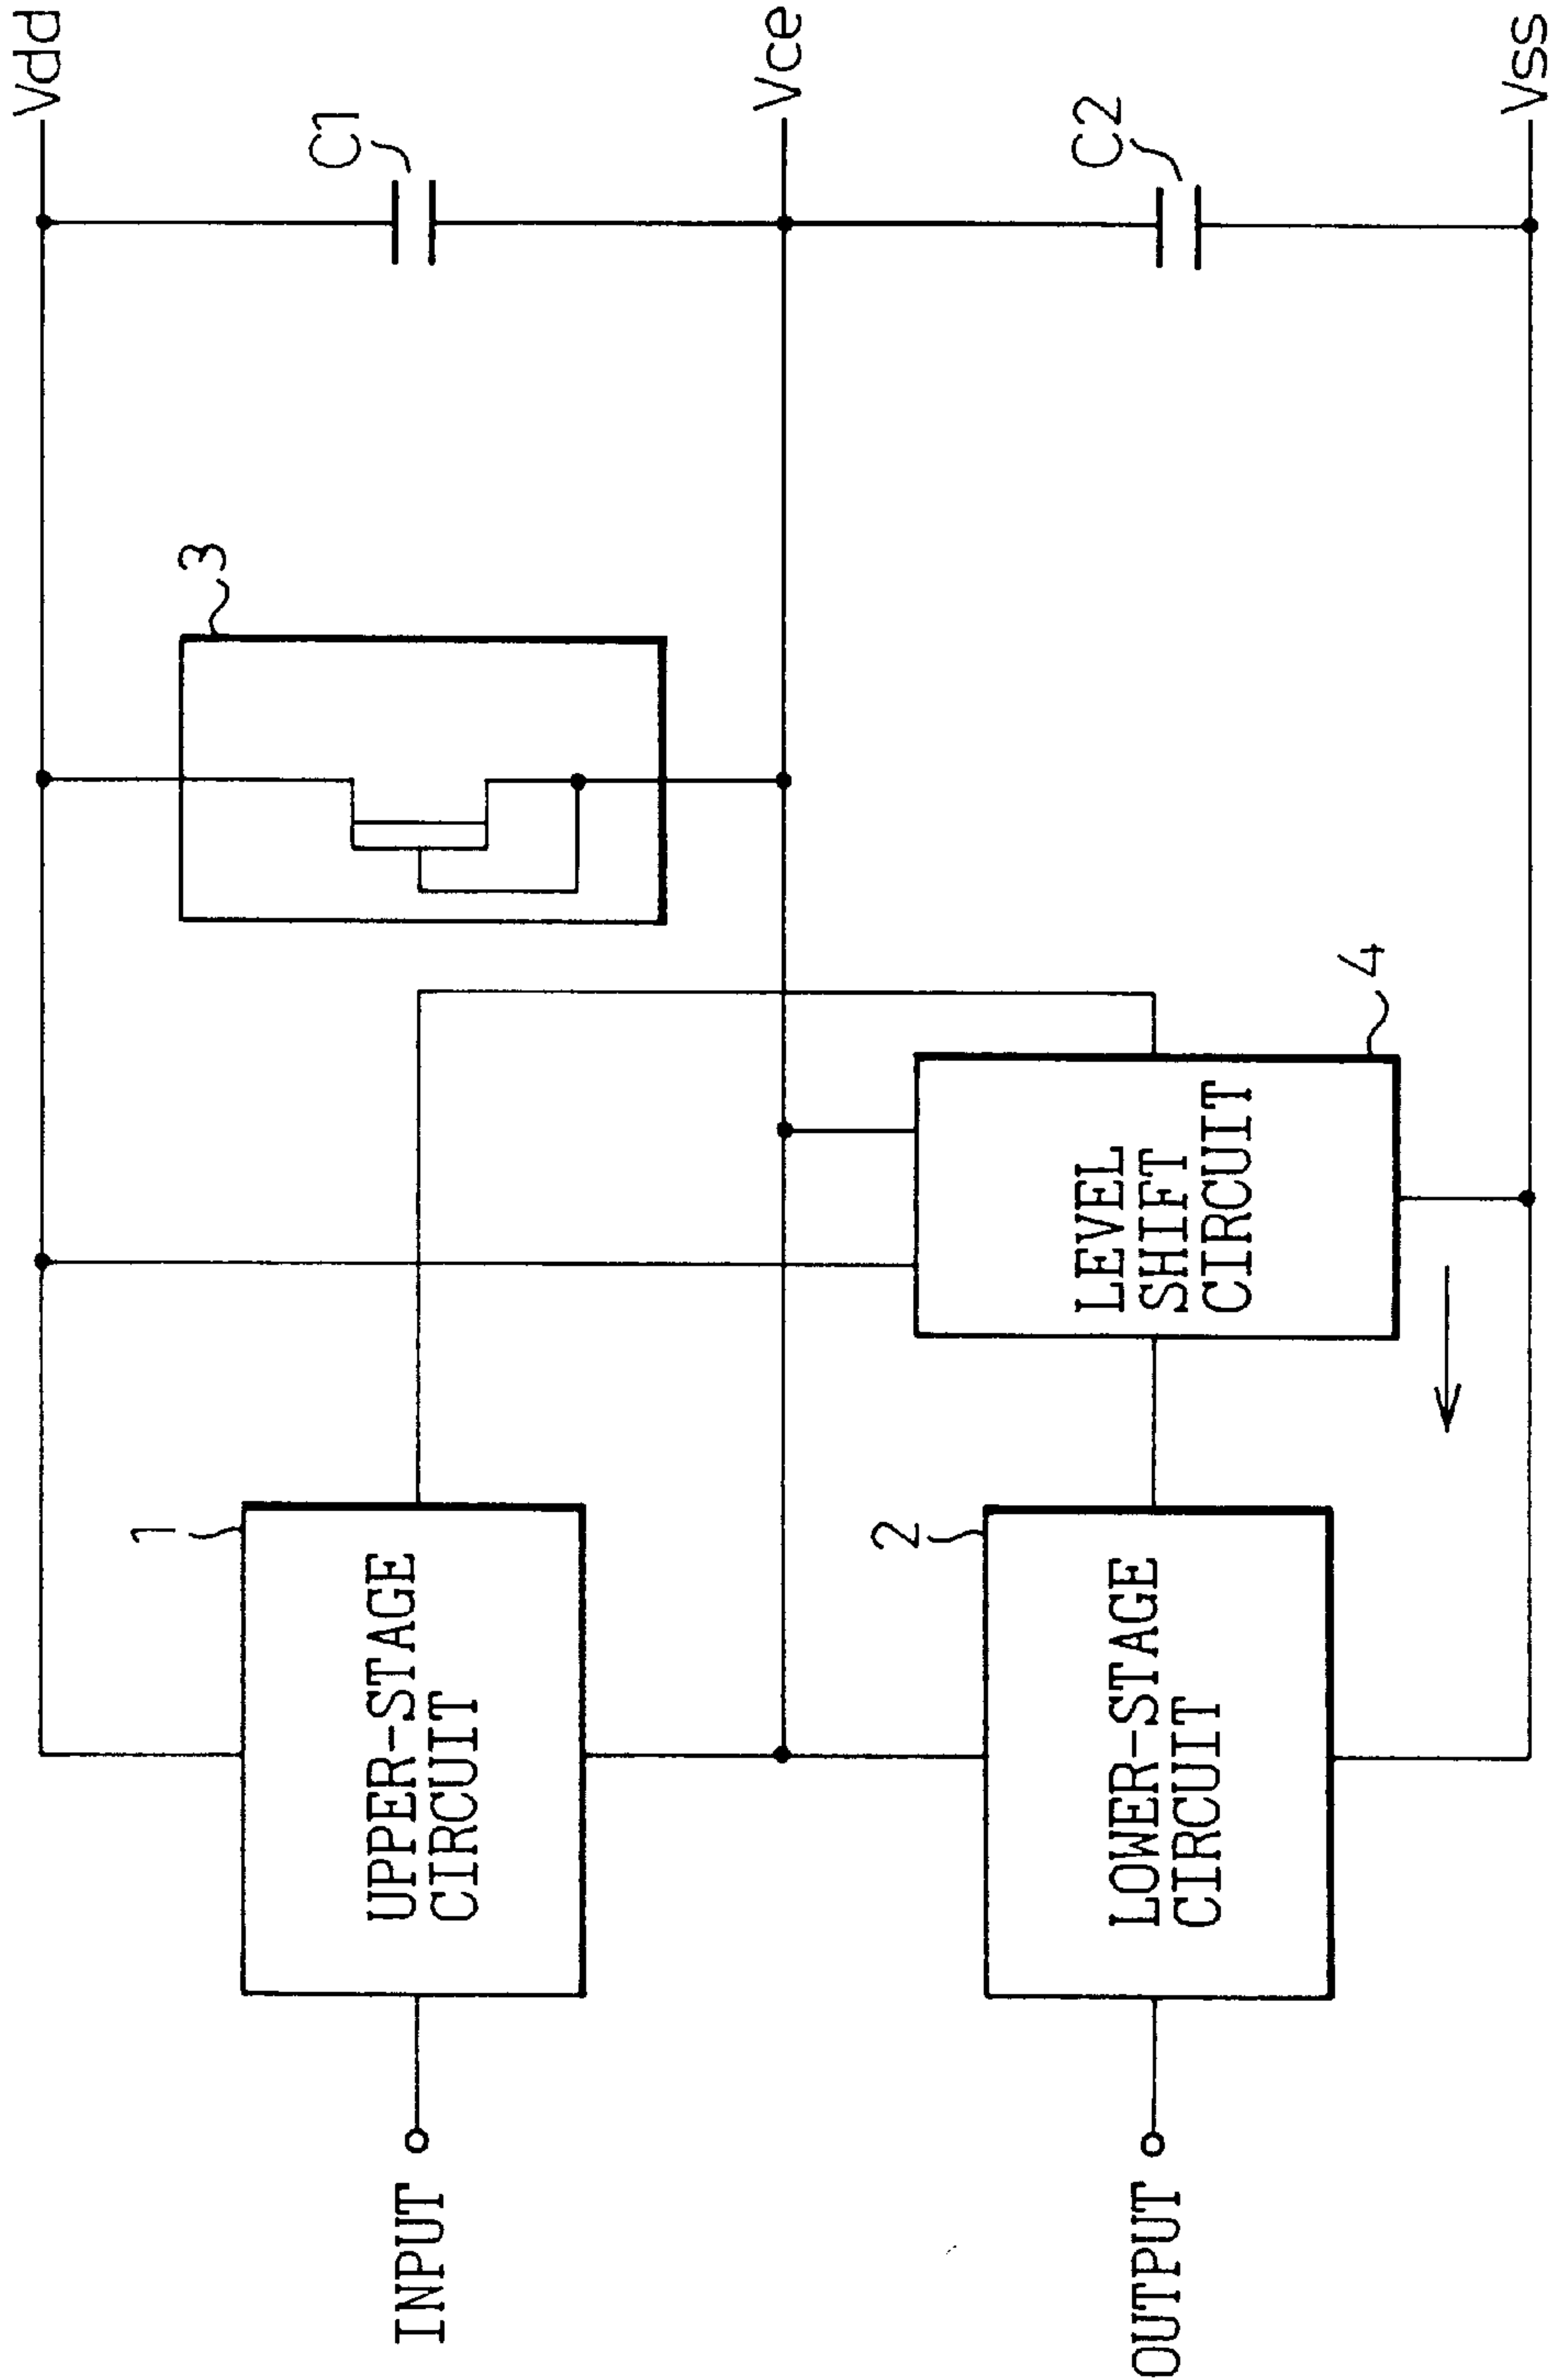 Vdd
C1
Vce
C2
Vss
3
4
LEVEL
SHIFT
CIRCUIT
1
UPPER-STAGE
CIRCUIT
2
LOWER-STAGE
CIRCUIT
INPUT
OUTPUT